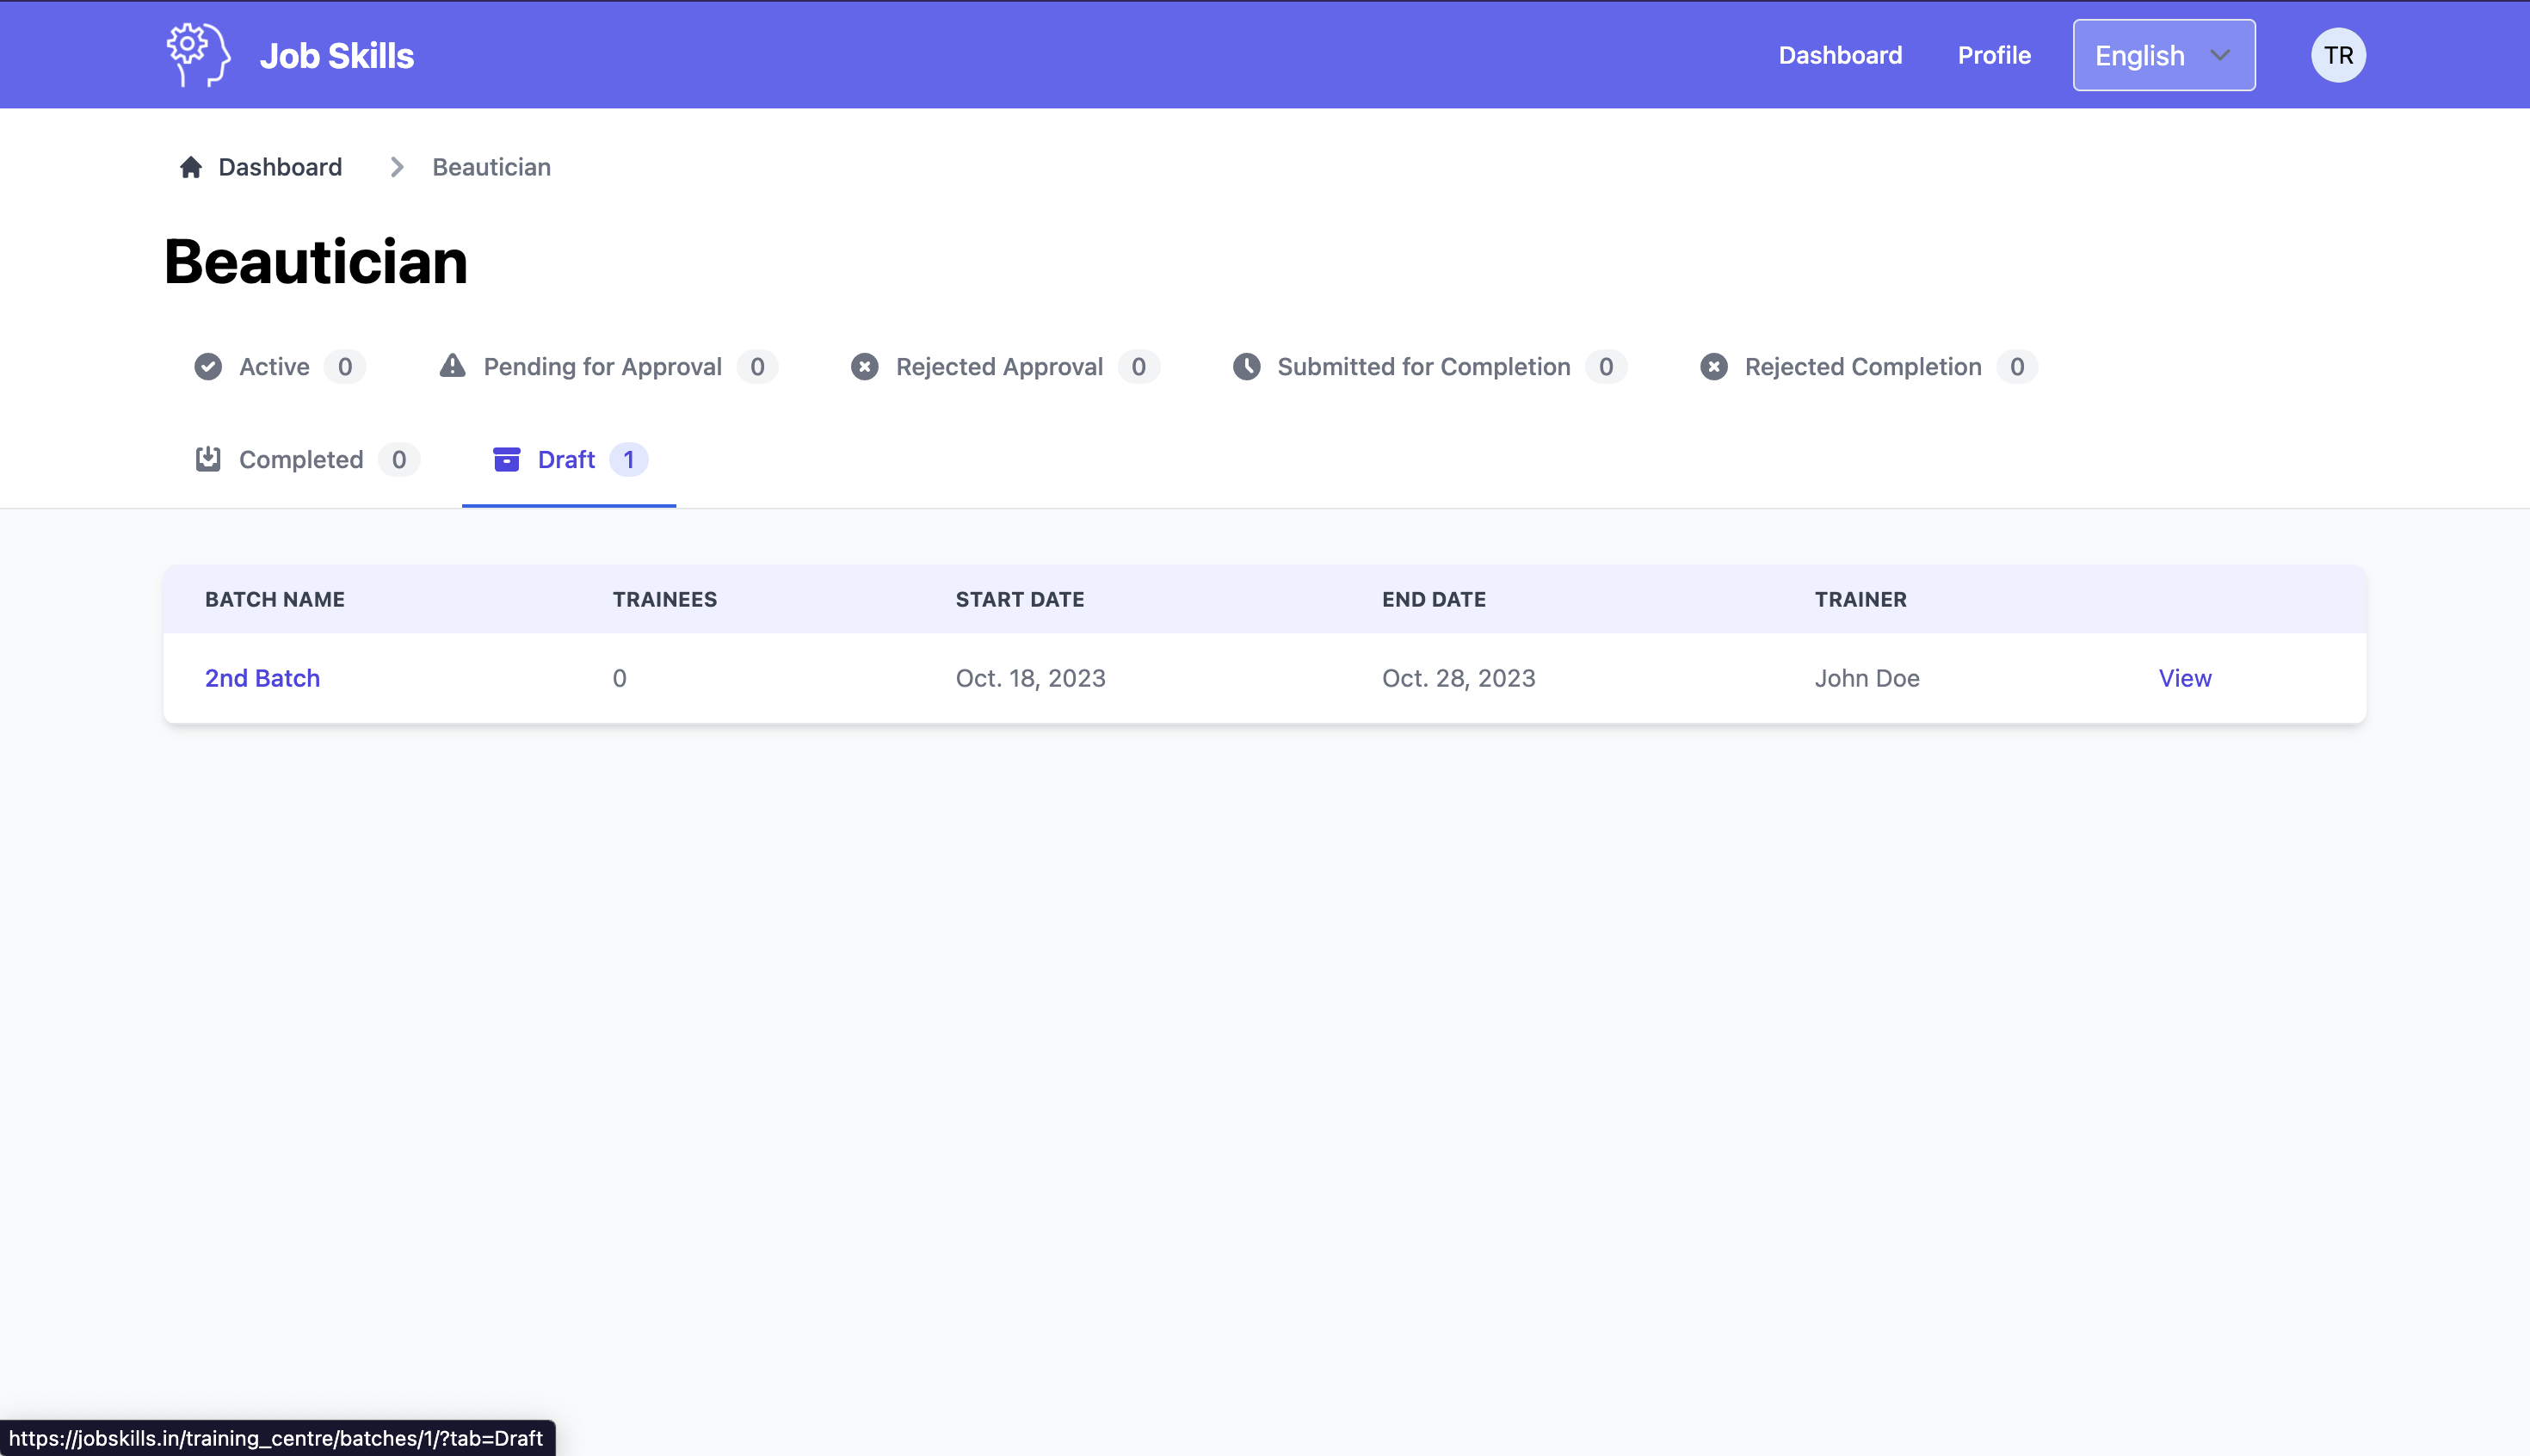 Job Skills
Dashboard Profile English TR
Dashboard Beautician
Beautician
Active 0 Pending for Approval 0 Rejected Approval 0 Submitted for Completion 0 Rejected Completion 0
Completed 0 Draft 1
BATCH NAME TRAINEES START DATE END DATE TRAINER
2nd Batch 0 Oct. 18, 2023 Oct. 28, 2023 John Doe View
https://jobskills.in/training_centre/batches/1/?tab=Draft